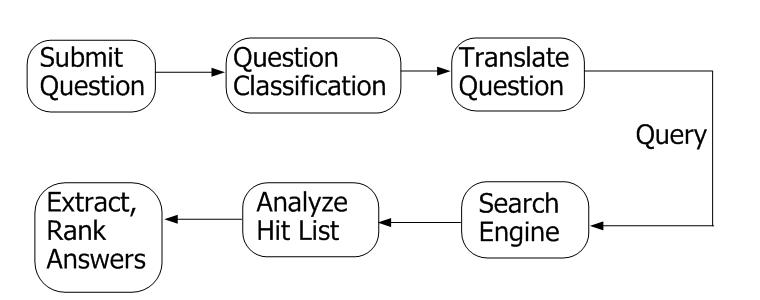 Submit
Question
Question
Classification
Translate
Question
Query
Search
Engine
Analyze
Hit List
Extract,
Rank
Answers